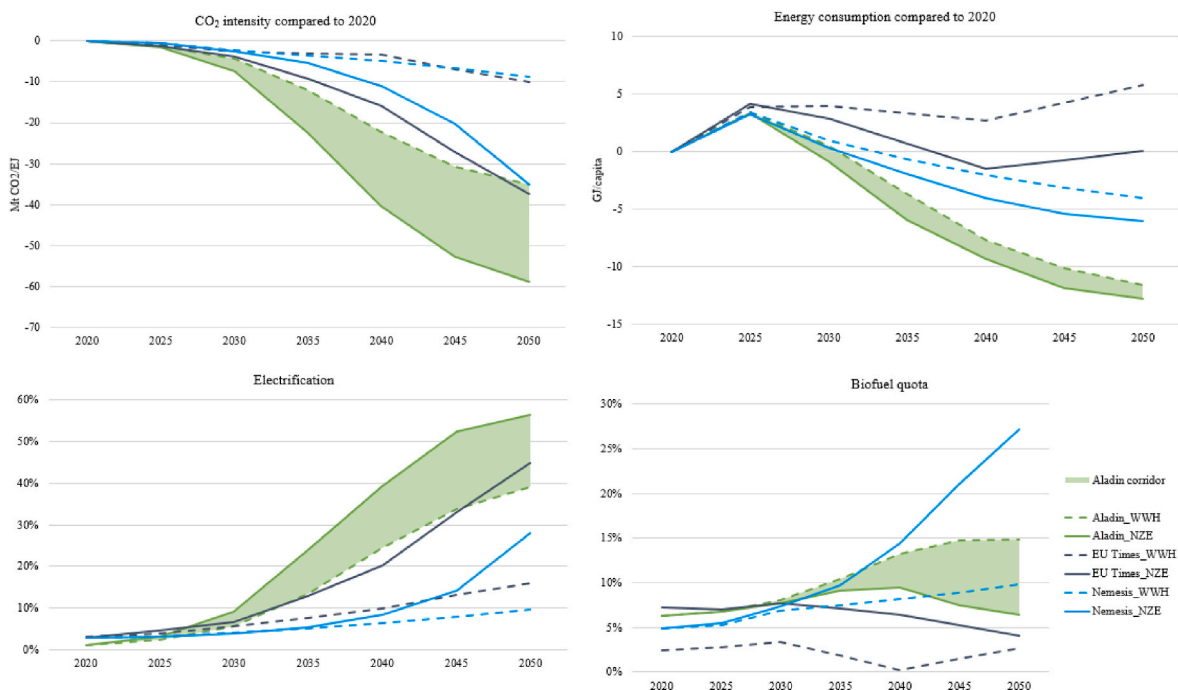 CO₂ intensity compared to 2020
10
0
-10
-20
-30
-40
-50
-60
-70
Mt CO2/EJ
2020 2025 2030 2035 2040 2045 2050
Energy consumption compared to 2020
10
5
0
-5
-10
-15
GJ/capita
2020 2025 2030 2035 2040 2045 2050
Electrification
60%
50%
40%
30%
20%
10%
0%
2020 2025 2030 2035 2040 2045 2050
Biofuel quota
30%
25%
20%
15%
10%
5%
0%
2020 2025 2030 2035 2040 2045 2050
Aladin corridor
Aladin_WWH
Aladin_NZE
EU Times_WWH
EU Times_NZE
Nemesis_WWH
Nemesis_NZE